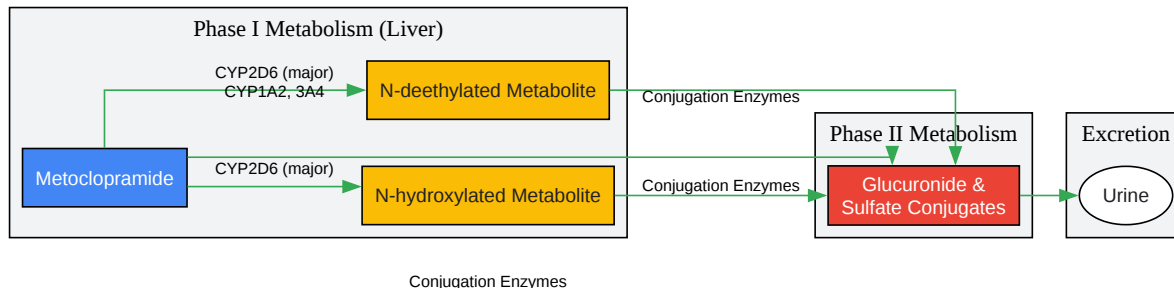 Phase I Metabolism (Liver)
CYP2D6 (major)
CYP1A2, 3A4
N-deethylated Metabolite
Conjugation Enzymes
Phase II Metabolism
Excretion
Metoclopramide
CYP2D6 (major)
N-hydroxylated Metabolite
Conjugation Enzymes
Glucuronide &
Sulfate Conjugates
Urine
Conjugation Enzymes